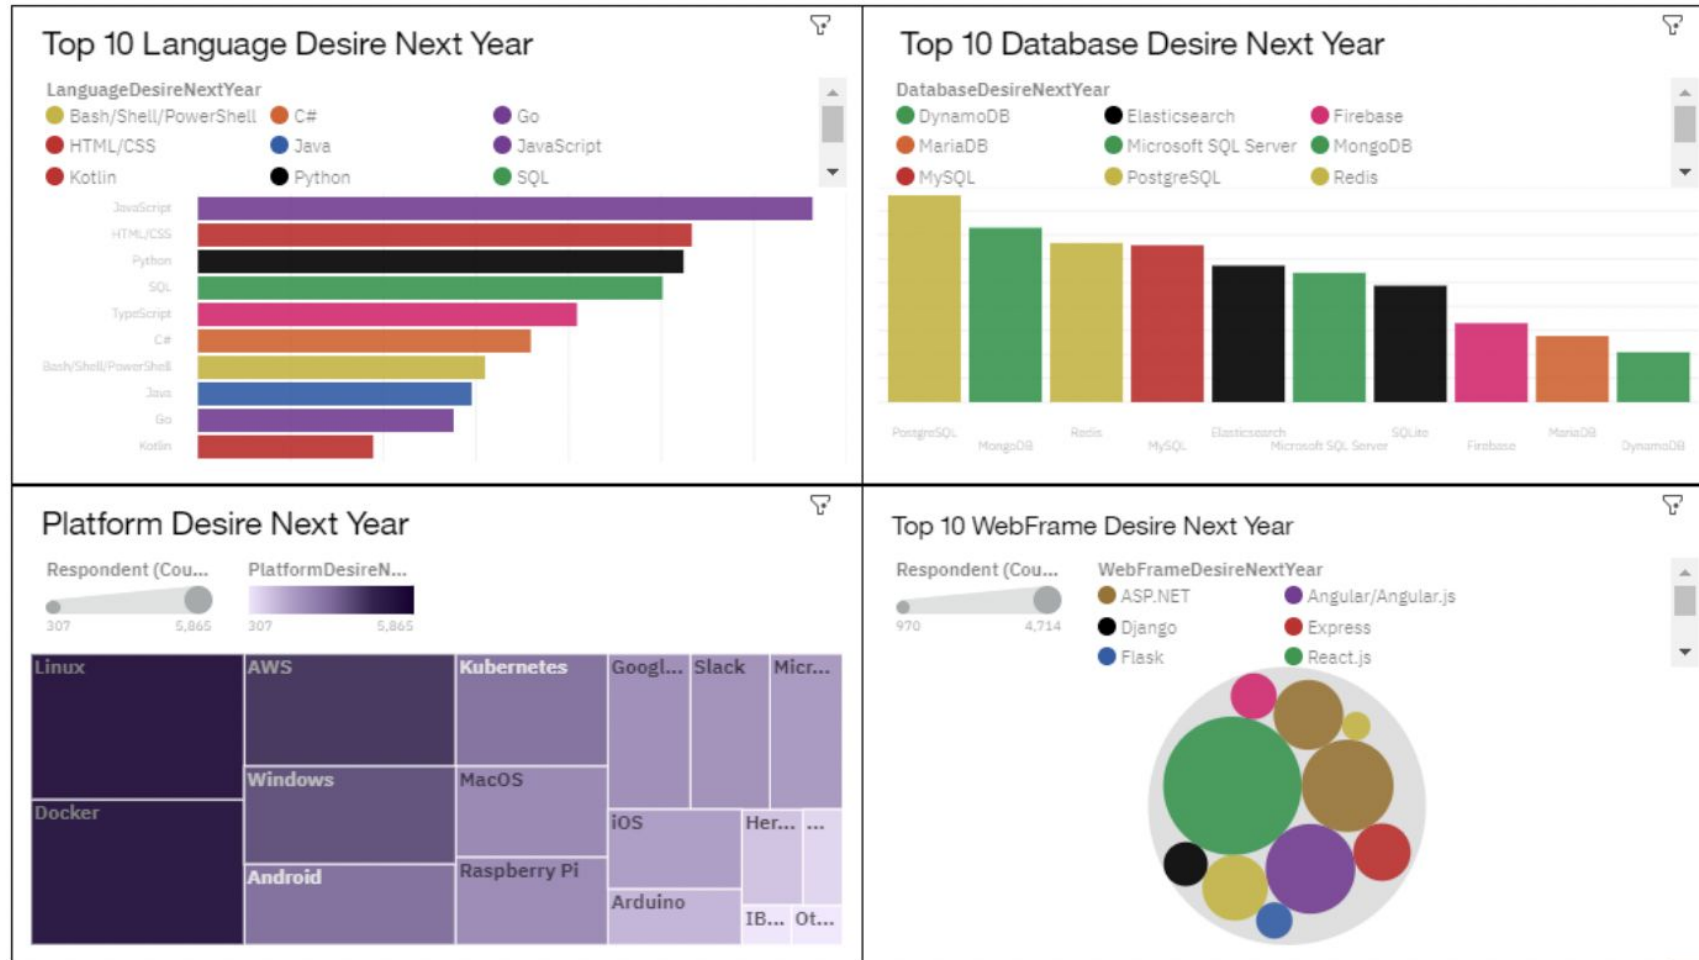 Top 10 Language Desire Next Year
LanguageDesireNextYear
Bash/Shell/PowerShell C# Go
HTML/CSS Java JavaScript
Kotlin Python SQL
JavaScript
HTML/CSS
Python
SQL
TypeScript
C#
Bash/Shell/PowerShell
Java
Go
Kotlin
Top 10 Database Desire Next Year
DatabaseDesireNextYear
DynamoDB Elasticsearch Firebase
MariaDB Microsoft SQL Server MongoDB
MySQL PostgreSQL Redis
PostgreSQL Redis Elasticsearch SQLite MariaDB
MongoDB MySQL Microsoft SQL Server Firebase DynamoDB
Platform Desire Next Year
Respondent (Cou... PlatformDesireN...
307 5,865 307 5,865
Linux AWS Kubernetes Googl... Slack Micr...
Windows MacOS
Docker iOS Her... ...
Android Raspberry Pi
Arduino IB... Ot...
Top 10 WebFrame Desire Next Year
Respondent (Cou... WebFrameDesireNextYear
970 4,714
ASP.NET Angular/Angular.js
Django Express
Flask React.js